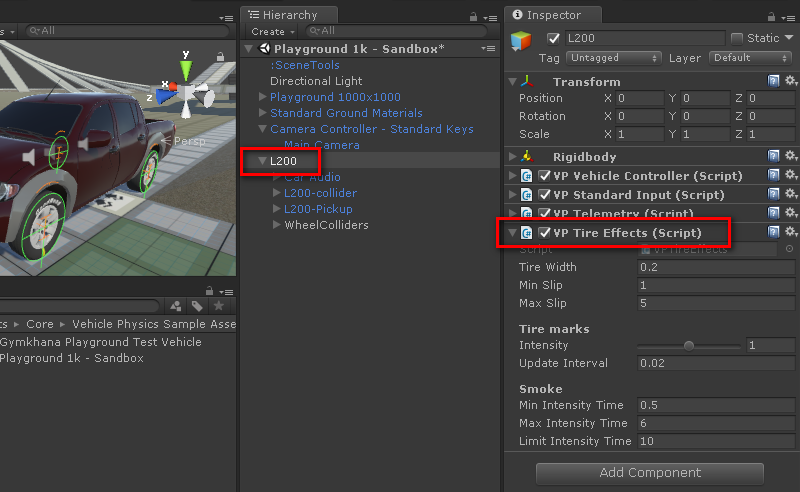 s
All
y
x
z
Persp
ts ▸ Core ▸ Vehicle Physics Sample Asse
Gymkhana Playground Test Vehicle
Playground 1k - Sandbox
Hierarchy
Create
All
Playground 1k - Sandbox*
:SceneTools
Directional Light
Playground 1000x1000
Standard Ground Materials
Camera Controller - Standard Keys
Main Camera
L200
Car Audio
L200-collider
L200-Pickup
WheelColliders
Inspector
L200 Static
Tag Untagged Layer Default
Transform
Position X 0 Y 0 Z 0
Rotation X 0 Y 0 Z 0
Scale X 1 Y 1 Z 1
Rigidbody
VP Vehicle Controller (Script)
VP Standard Input (Script)
VP Telemetry (Script)
VP Tire Effects (Script)
Script VPTireEffects
Tire Width 0.2
Min Slip 1
Max Slip 5
Tire marks
Intensity 1
Update Interval 0.02
Smoke
Min Intensity Time 0.5
Max Intensity Time 6
Limit Intensity Time 10
Add Component